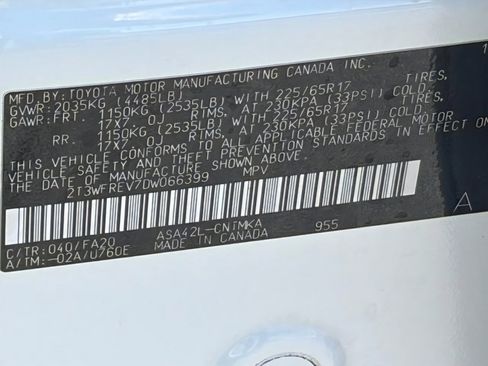 MFD.BY:TOYOTA MOTOR MANUFACTURING CANADA INC. 1
GVWR:2035KG (4485LB)
GAWR:FRT. 1150KG (2535LB) WITH 225/65R17 TIRES,
17X7. 0J RIMS, AT 230KPA (33PSI) COLD.
RR. 1150KG (2535LB) WITH 225/65R17 TIRES,
17X7. 0J RIMS, AT 230KPA (33PSI) COLD.
THIS VEHICLE CONFORMS TO ALL APPLICABLE FEDERAL MOTOR
VEHICLE SAFETY AND THEFT PREVENTION STANDARDS IN EFFECT ON
THE DATE OF MANUFACTURE SHOWN ABOVE.
2T3WFREV7DW066399 MPV
A
C/TR:040/FA20 ASA42L-CNTMKA 955
A/TM:-02A/U760E MADE IN CANADA